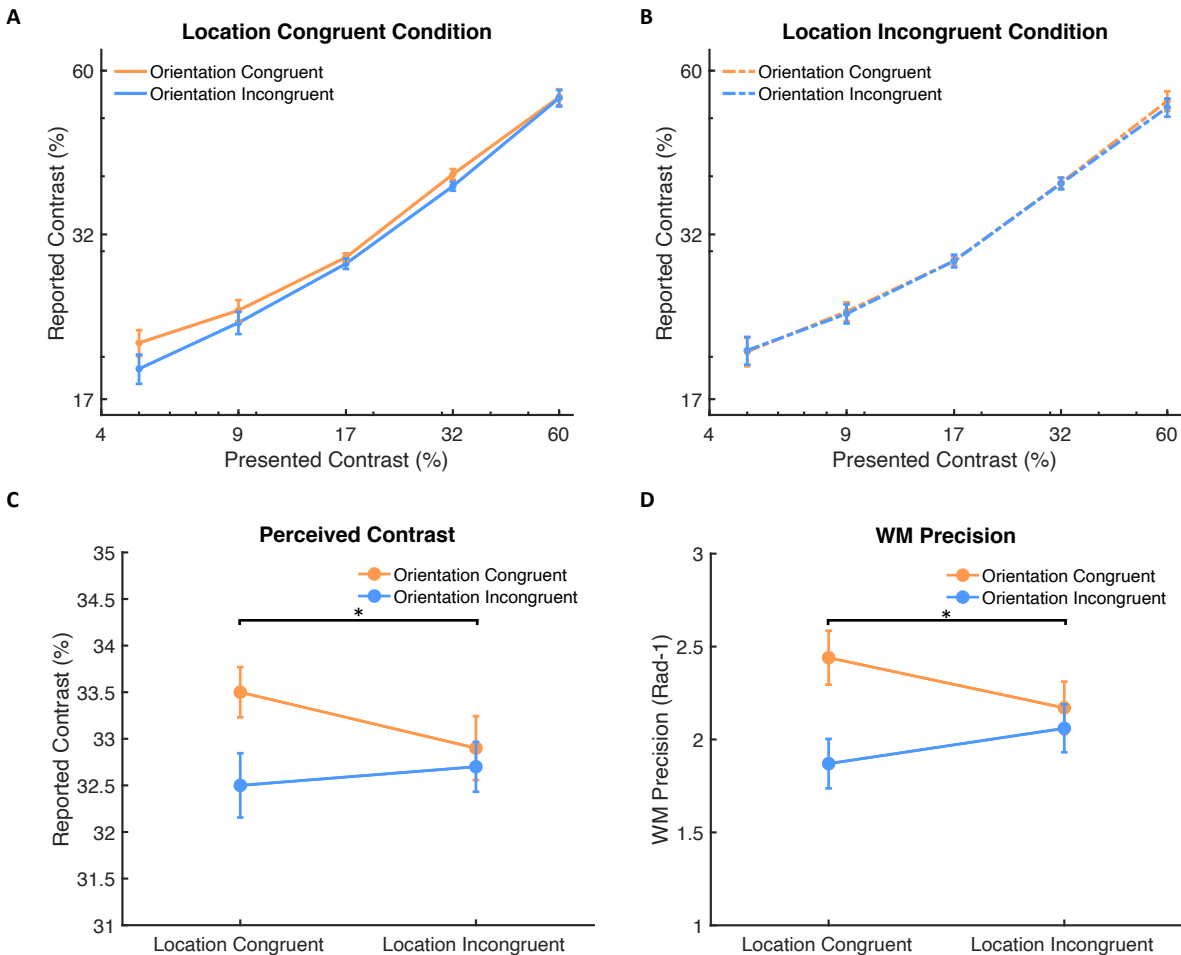 A
Location Congruent Condition
Orientation Congruent
Orientation Incongruent
Reported Contrast (%)
60
32
17
4
9
17
32
60
Presented Contrast (%)
B
Location Incongruent Condition
Orientation Congruent
Orientation Incongruent
Reported Contrast (%)
60
32
17
4
9
17
32
60
Presented Contrast (%)
C
Perceived Contrast
Orientation Congruent
Orientation Incongruent
*
Reported Contrast (%)
35
34.5
34
33.5
33
32.5
32
31.5
31
Location Congruent
Location Incongruent
D
WM Precision
Orientation Congruent
Orientation Incongruent
*
WM Precision (Rad-1)
3
2.5
2
1.5
1
Location Congruent
Location Incongruent